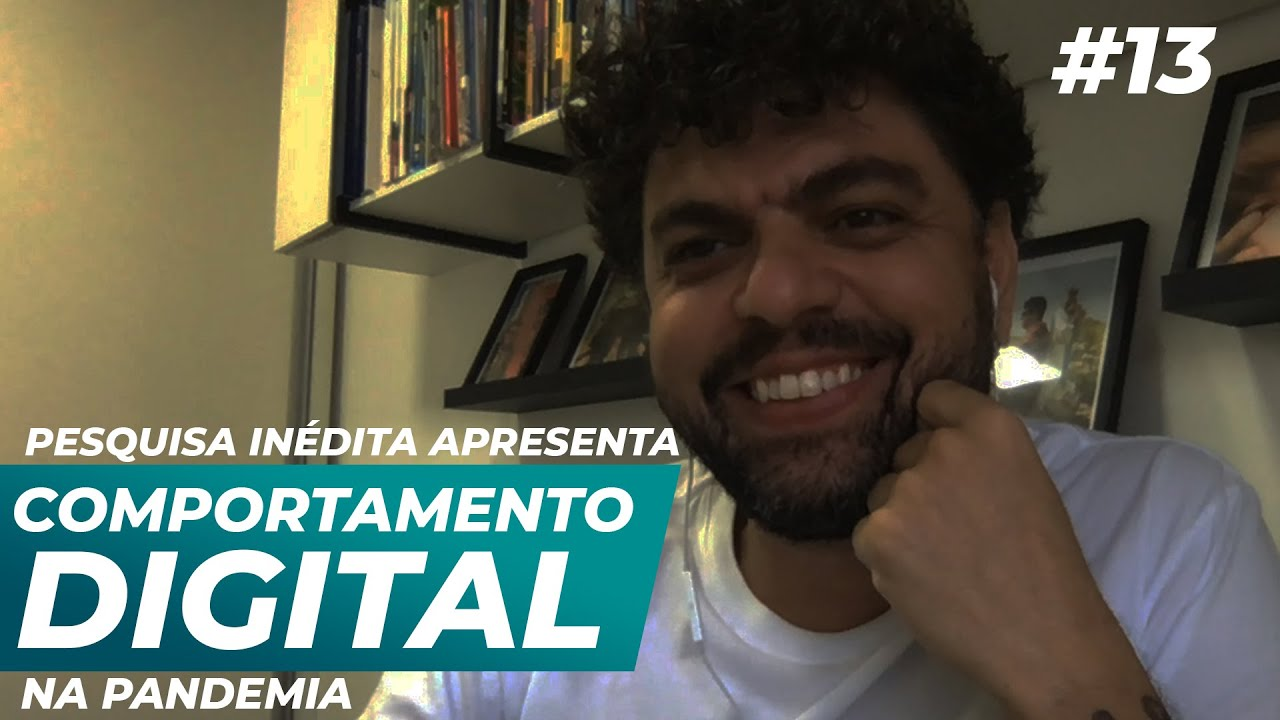 #13
PESQUISA INÉDITA APRESENTA
COMPORTAMENTO
DIGITAL
NA PANDEMIA